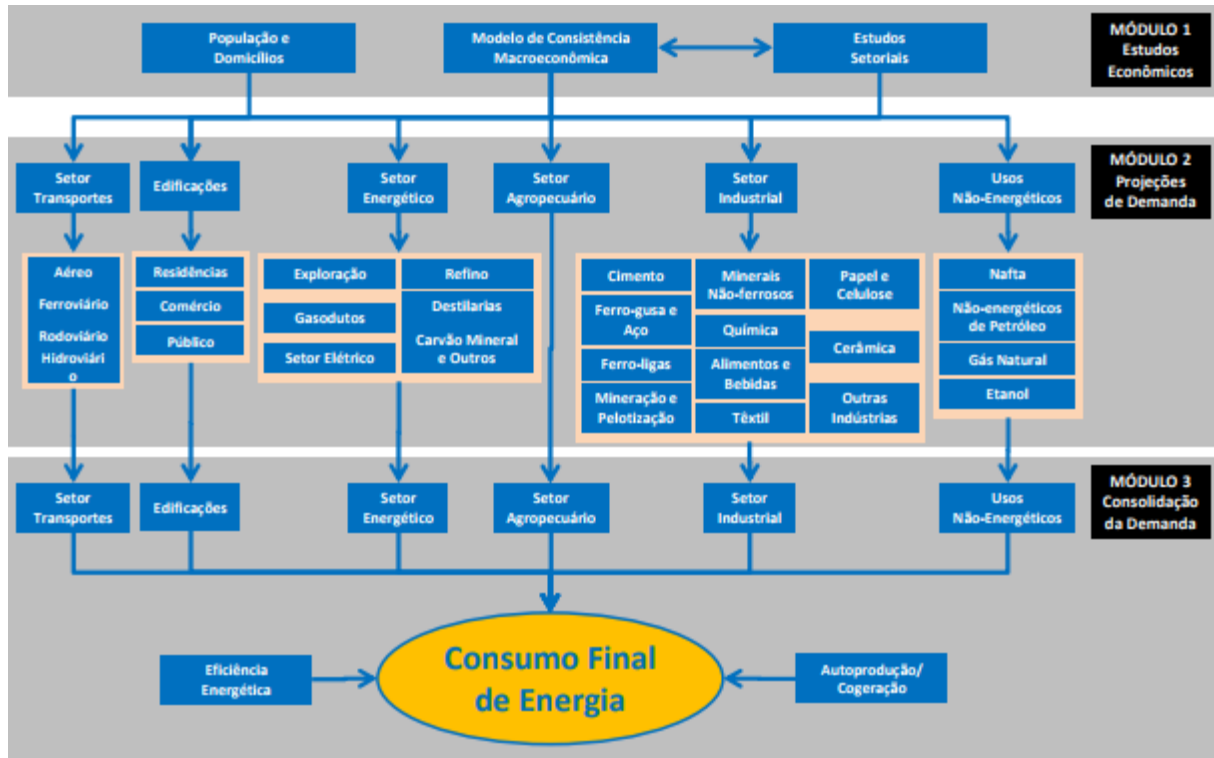 População e
Domicílios
Modelo de Consistência
Macroeconômica
Estudos
Setoriais
MÓDULO 1
Estudos
Econômicos
Setor
Transportes
Edificações
Setor
Energético
Setor
Agropecuário
Setor
Industrial
Usos
Não-Energéticos
MÓDULO 2
Projeções
de Demanda
Aéreo
Ferroviário
Rodoviário
Hidroviári
o
Residências
Comércio
Público
Exploração
Gasodutos
Setor Elétrico
Refino
Destilarias
Carvão Mineral
e Outros
Cimento
Ferro-gusa e
Aço
Ferro-ligas
Mineração e
Pelotização
Minerais
Não-ferrosos
Química
Alimentos e
Bebidas
Têxtil
Papel e
Celulose
Cerâmica
Outras
Indústrias
Nafta
Não-energéticos
de Petróleo
Gás Natural
Etanol
Setor
Transportes
Edificações
Setor
Energético
Setor
Agropecuário
Setor
Industrial
Usos
Não-Energéticos
MÓDULO 3
Consolidação
da Demanda
Eficiência
Energética
Consumo Final
de Energia
Autoprodução/
Cogeração